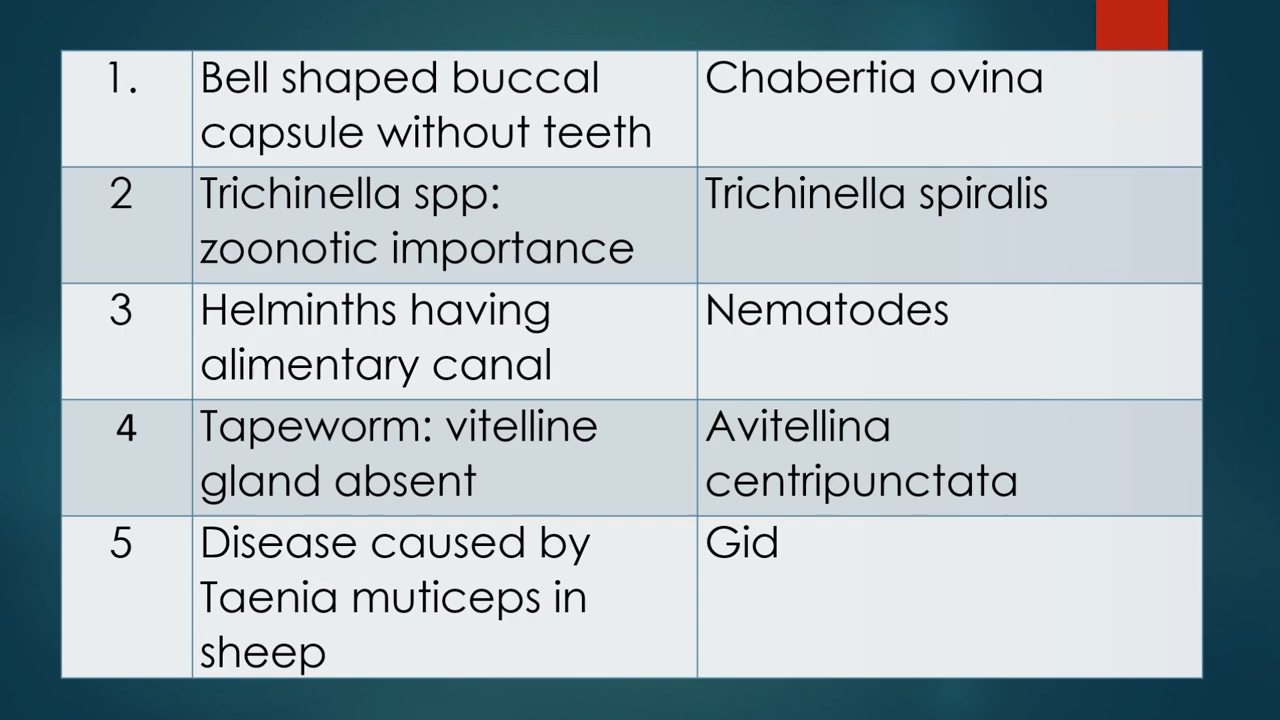 1. Bell shaped buccal Chabertia ovina
capsule without teeth
2 Trichinella spp: Trichinella spiralis
zoonotic importance
3 Helminths having Nematodes
alimentary canal
4 Tapeworm: vitelline Avitellina
gland absent centripunctata
5 Disease caused by Gid
Taenia muticeps in
sheep